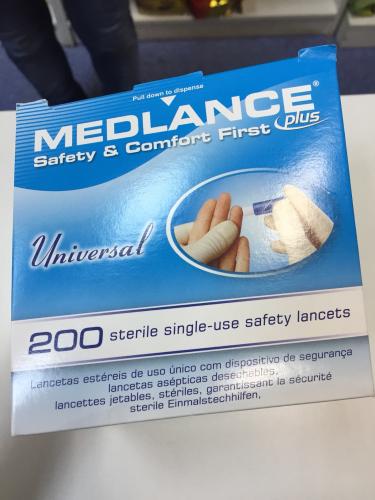 Pull down to dispense
MEDLANCE®
plus
Safety & Comfort First
Universal
200 sterile single-use safety lancets
Lancetas estéreis de uso único com dispositivo de segurança
lancetas asépticas desechables,
lancettes jetables, stériles, garantissant la sécurité
sterile Einmalstechhilfen,